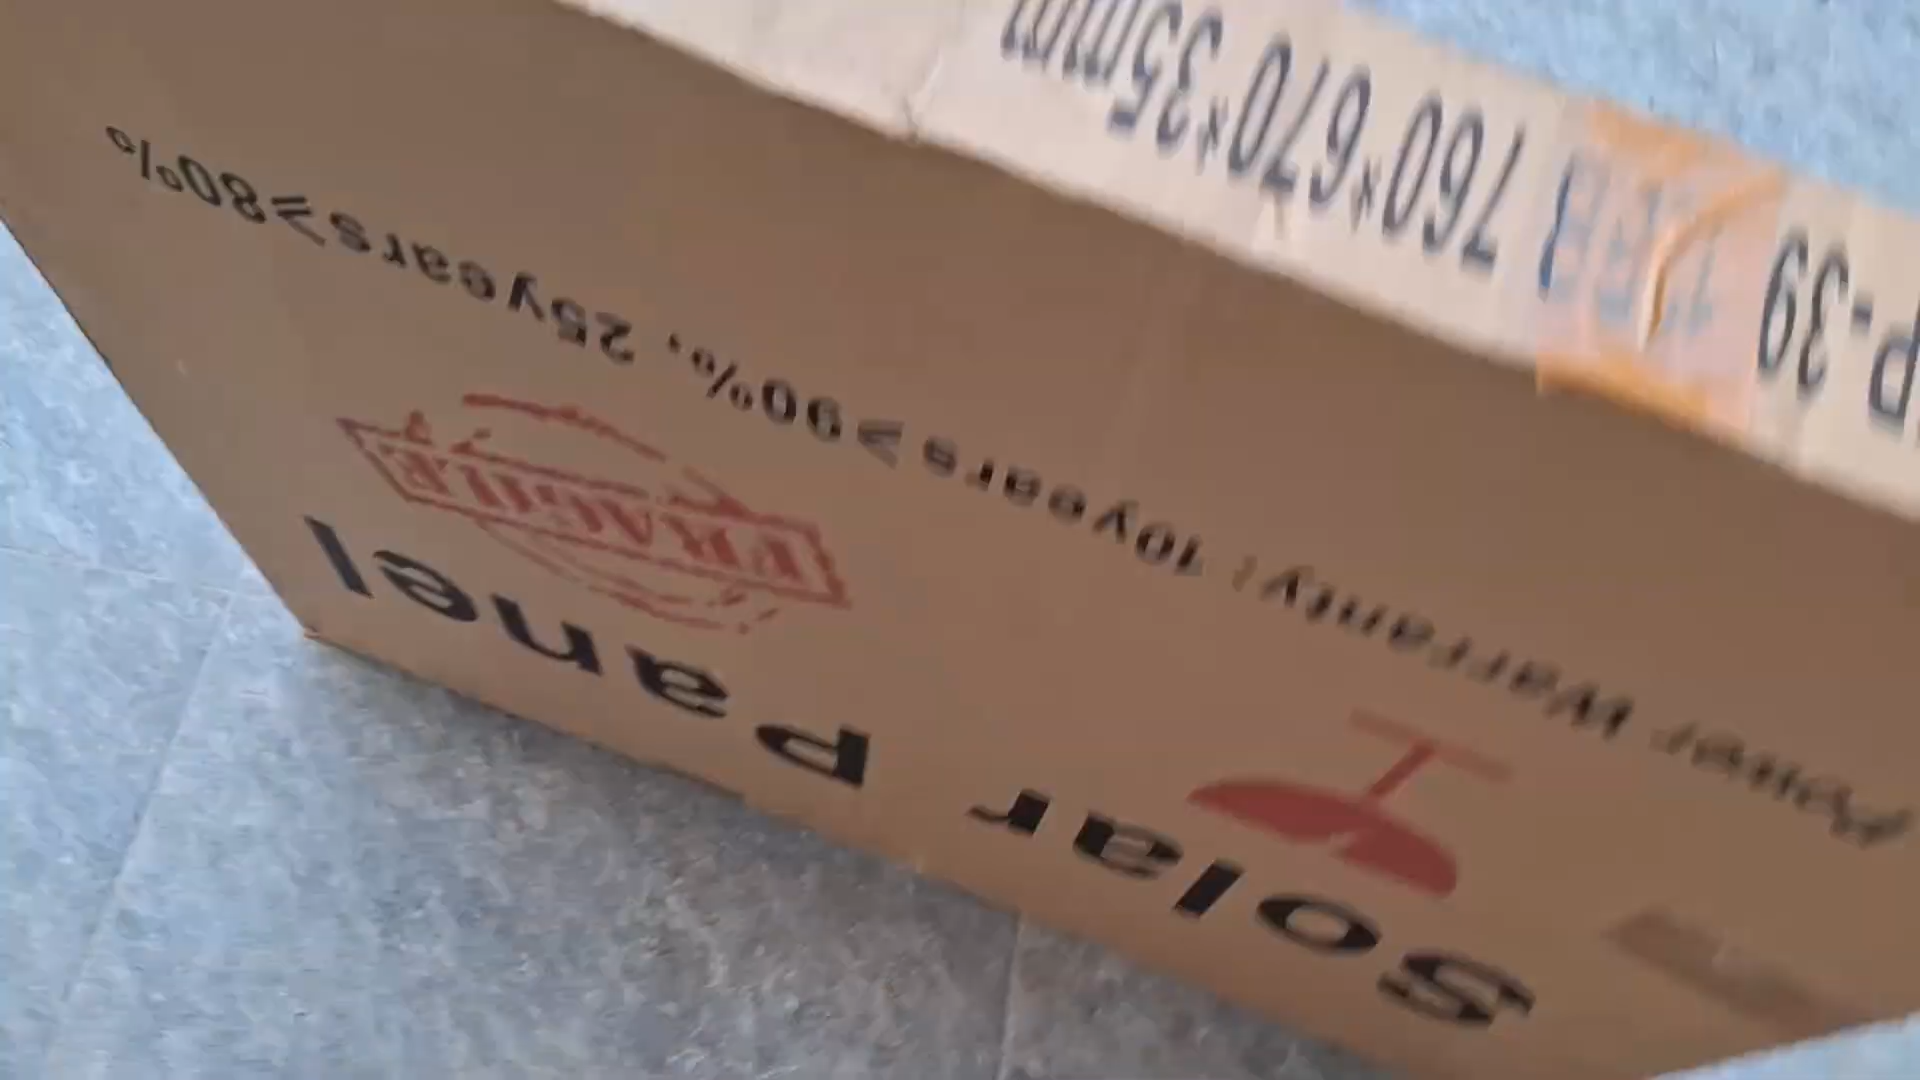 Solar Panel
FRAGILE
Power Warranty: 10years≥90%, 25years≥80%
P-39
760*670*35mm